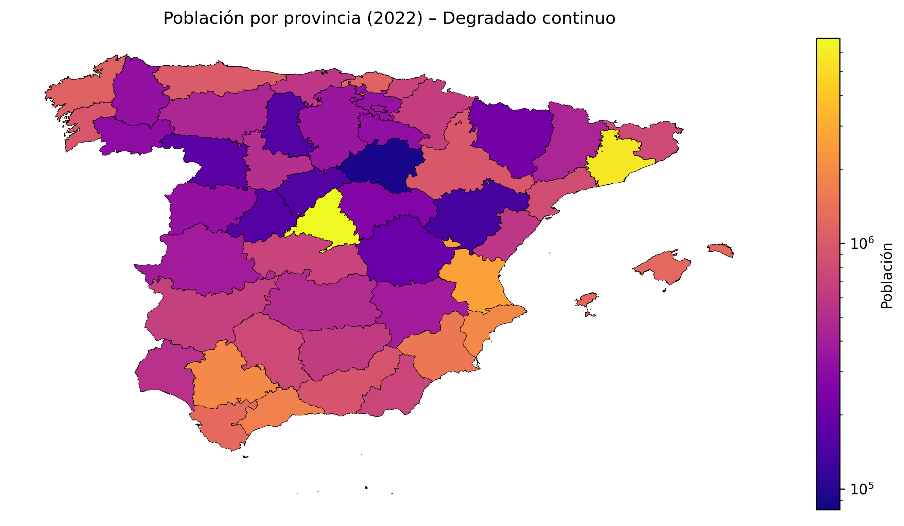 Población por provincia (2022) – Degradado continuo
10⁶
Población
10⁵